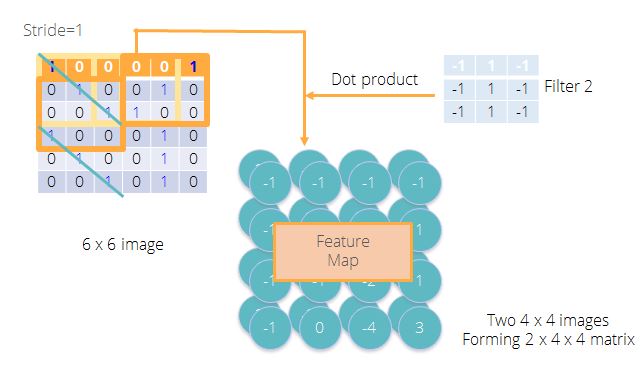 Stride=1
1 0 0 0 0 1
0 1 0 0 1 0
0 0 1 1 0 0
1 0 0 0 1 0
0 1 0 0 1 0
0 0 1 0 1 0
6 x 6 image
Dot product
-1 1 -1
-1 1 -1
-1 1 -1
Filter 2
-1 -1 -1 -1
-1 1
Feature
Map
-1 -1 -2 1
-1 0 -4 3
Two 4 x 4 images
Forming 2 x 4 x 4 matrix